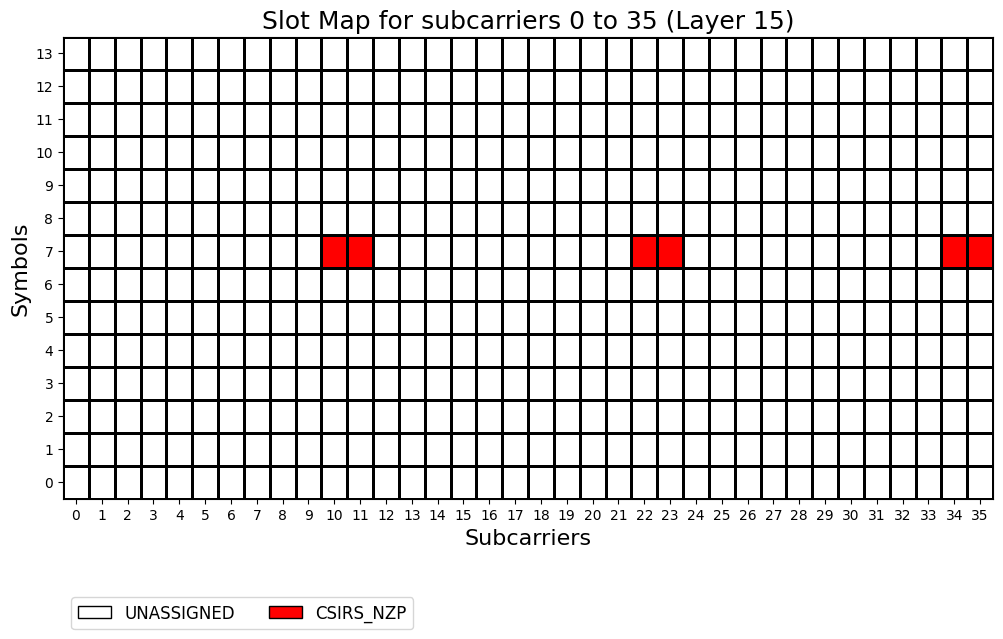 Slot Map for subcarriers 0 to 35 (Layer 15)
Symbols
13
12
11
10
9
8
7
6
5
4
3
2
1
0
0 1 2 3 4 5 6 7 8 9 10 11 12 13 14 15 16 17 18 19 20 21 22 23 24 25 26 27 28 29 30 31 32 33 34 35
Subcarriers
UNASSIGNED CSIRS_NZP